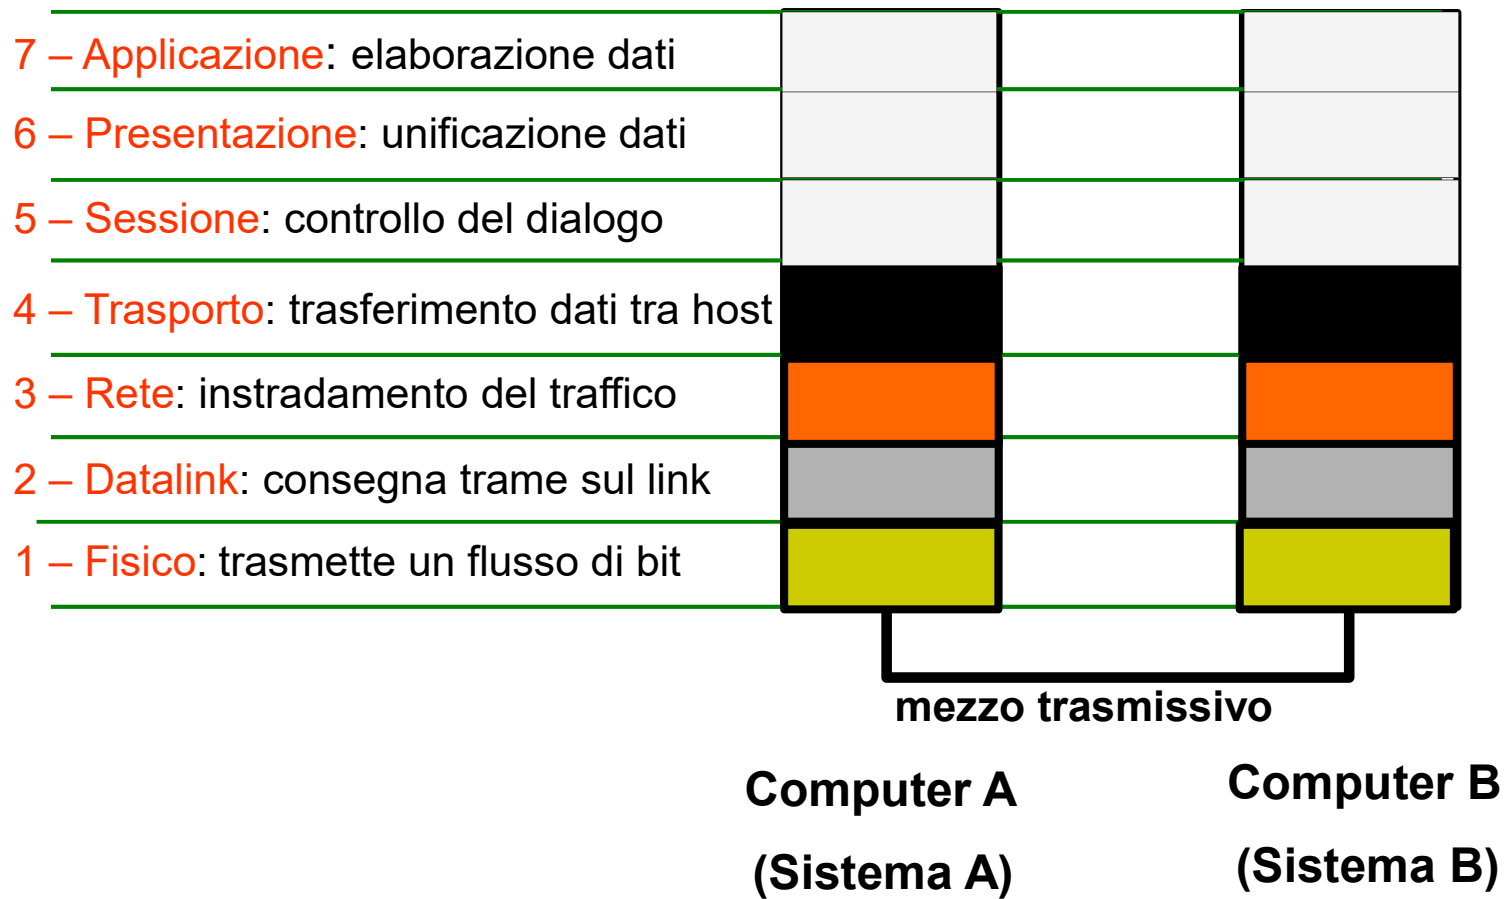 7 – Applicazione: elaborazione dati
6 – Presentazione: unificazione dati
5 – Sessione: controllo del dialogo
4 – Trasporto: trasferimento dati tra host
3 – Rete: instradamento del traffico
2 – Datalink: consegna trame sul link
1 – Fisico: trasmette un flusso di bit
mezzo trasmissivo
Computer A
(Sistema A)
Computer B
(Sistema B)